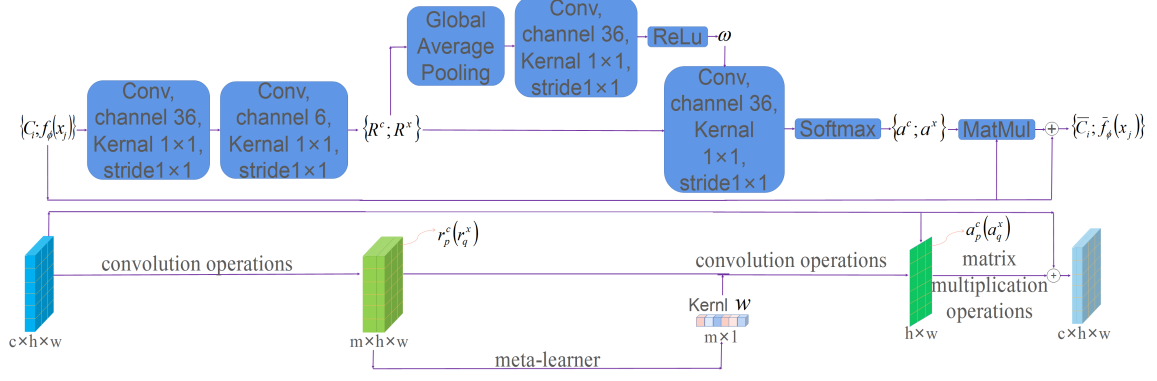 {C_i; f_ϕ(x_j)}
Conv,
channel 36,
Kernal 1×1,
stride1×1
Conv,
channel 6,
Kernal 1×1,
stride1×1
{R^c; R^x}
Global
Average
Pooling
Conv,
channel 36,
Kernal 1×1,
stride1×1
ReLu
ω
Conv,
channel 36,
Kernal
1×1,
stride1×1
Softmax
{a^c; a^x}
MatMul
+
{C̄_i; f̄_ϕ(x_j)}
c×h×w
convolution operations
r_p^c(r_q^x)
m×h×w
meta-learner
Kernl w
m×1
convolution operations
a_p^c(a_q^x)
h×w
matrix
multiplication
operations
+
c×h×w